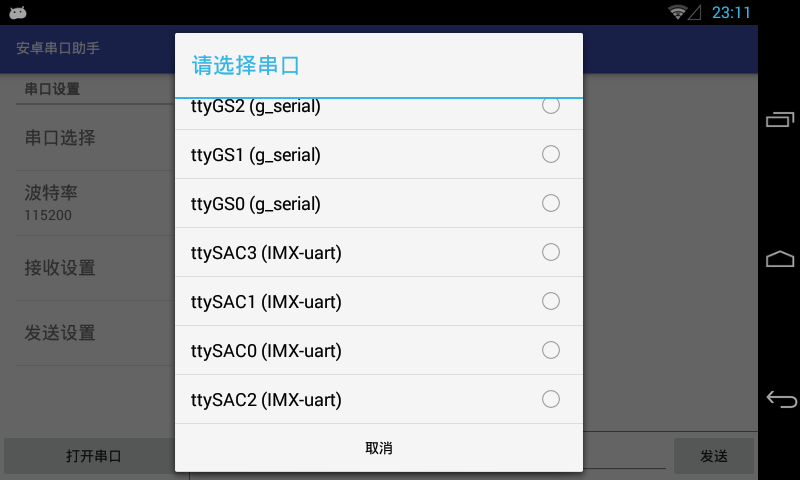 23:11
安卓串口助手
请选择串口
串口设置
ttyGS2 (g_serial)
串口选择
ttyGS1 (g_serial)
波特率
115200
ttyGS0 (g_serial)
接收设置
ttySAC3 (IMX-uart)
ttySAC1 (IMX-uart)
发送设置
ttySAC0 (IMX-uart)
ttySAC2 (IMX-uart)
取消
打开串口
发送